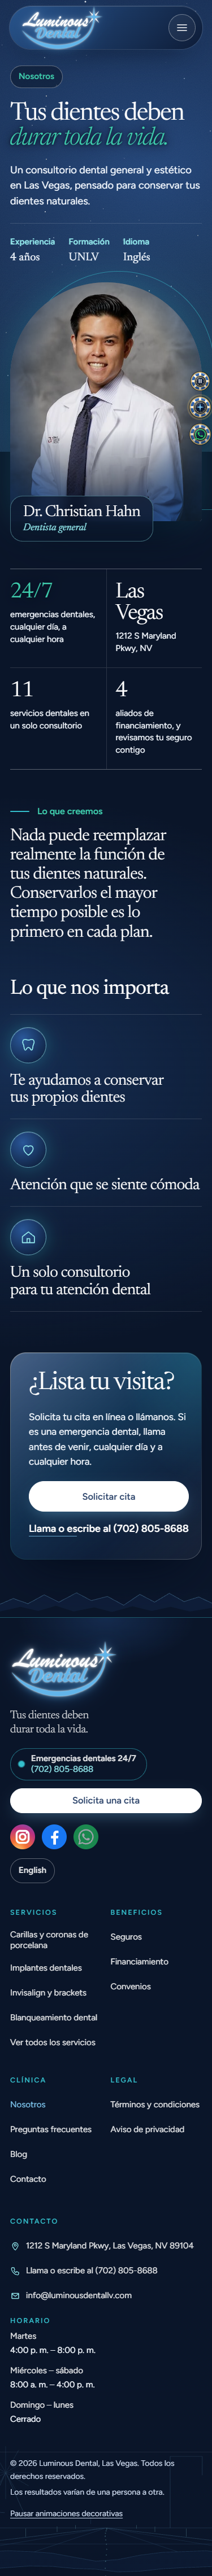 Luminous
Dental
Nosotros
Tus dientes deben
durar toda la vida.
Un consultorio dental general y estético
en Las Vegas, pensado para conservar tus
dientes naturales.
Experiencia
4 años
Formación
UNLV
Idioma
Inglés
Dr. Christian Hahn
Dentista general
24/7
emergencias dentales,
cualquier día, a
cualquier hora
Las
Vegas
1212 S Maryland
Pkwy, NV
11
servicios dentales en
un solo consultorio
4
aliados de
financiamiento, y
revisamos tu seguro
contigo
Lo que creemos
Nada puede reemplazar
realmente la función de
tus dientes naturales.
Conservarlos el mayor
tiempo posible es lo
primero en cada plan.
Lo que nos importa
Te ayudamos a conservar
tus propios dientes
Atención que se siente cómoda
Un solo consultorio
para tu atención dental
¿Lista tu visita?
Solicita tu cita en línea o llámanos. Si
es una emergencia dental, llama
antes de venir, cualquier día y a
cualquier hora.
Solicitar cita
Llama o escribe al (702) 805-8688
Luminous
Dental
Tus dientes deben
durar toda la vida.
Emergencias dentales 24/7
(702) 805-8688
Solicita una cita
English
SERVICIOS
Carillas y coronas de
porcelana
Implantes dentales
Invisalign y brackets
Blanqueamiento dental
Ver todos los servicios
BENEFICIOS
Seguros
Financiamiento
Convenios
CLÍNICA
Nosotros
Preguntas frecuentes
Blog
Contacto
LEGAL
Términos y condiciones
Aviso de privacidad
CONTACTO
1212 S Maryland Pkwy, Las Vegas, NV 89104
Llama o escribe al (702) 805-8688
info@luminousdentallv.com
HORARIO
Martes
4:00 p. m. – 8:00 p. m.
Miércoles – sábado
8:00 a. m. – 4:00 p. m.
Domingo – lunes
Cerrado
© 2026 Luminous Dental, Las Vegas. Todos los
derechos reservados.
Los resultados varían de una persona a otra.
Pausar animaciones decorativas